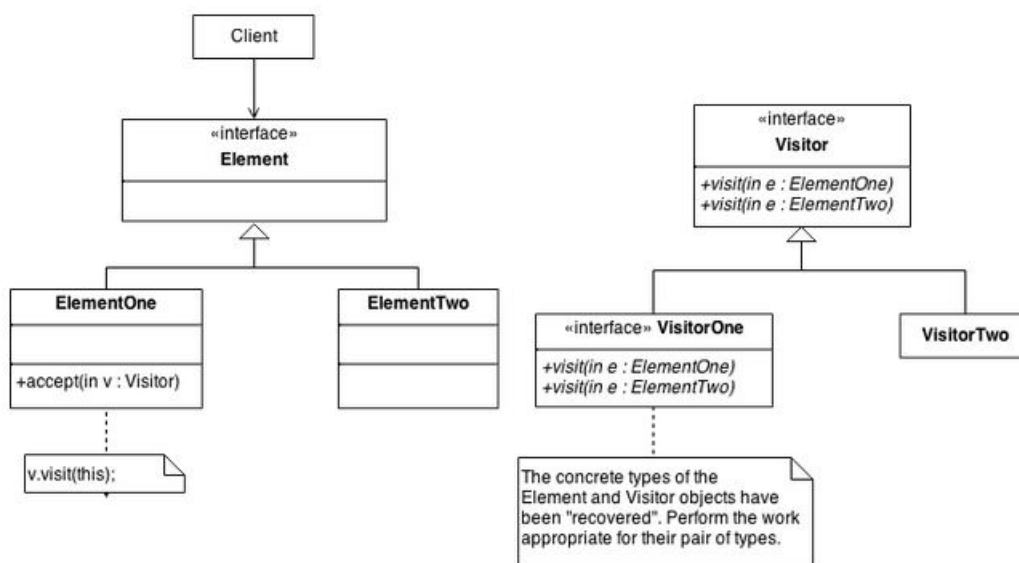 Client
«interface»
Element
ElementOne
+accept(in v : Visitor)
v.visit(this);
ElementTwo
«interface»
Visitor
+visit(in e : ElementOne)
+visit(in e : ElementTwo)
«interface» VisitorOne
+visit(in e : ElementOne)
+visit(in e : ElementTwo)
The concrete types of the
Element and Visitor objects have
been "recovered". Perform the work
appropriate for their pair of types.
VisitorTwo